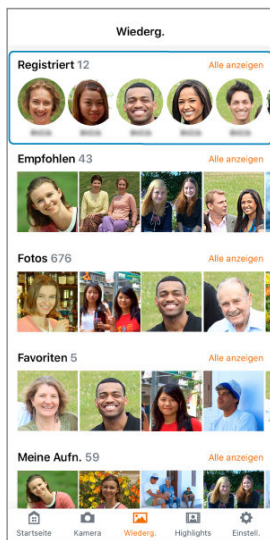 Wiederg.
Registriert 12 Alle anzeigen
Empfohlen 43 Alle anzeigen
Fotos 676 Alle anzeigen
Favoriten 5 Alle anzeigen
Meine Aufn. 59 Alle anzeigen
Startseite Kamera Wiederg. Highlights Einstell.